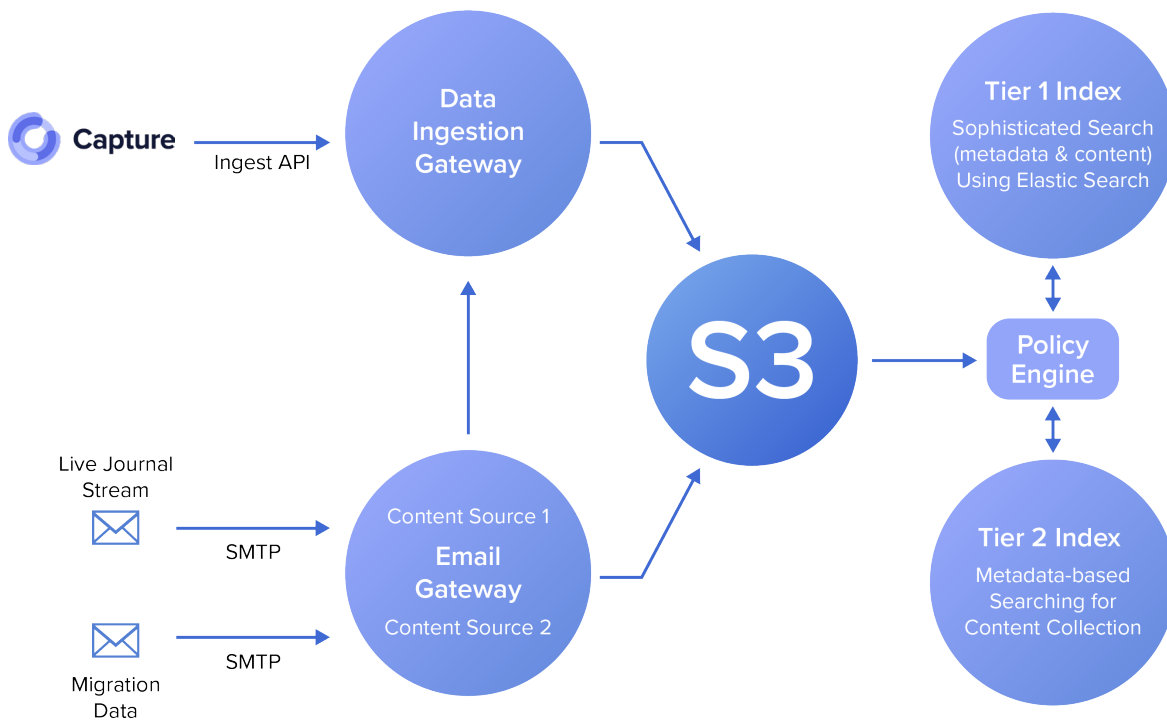 Capture
Ingest API
Data
Ingestion
Gateway
Tier 1 Index
Sophisticated Search
(metadata & content)
Using Elastic Search
S3
Policy
Engine
Live Journal
Stream
SMTP
Content Source 1
Email
Gateway
Content Source 2
SMTP
Migration
Data
Tier 2 Index
Metadata-based
Searching for
Content Collection